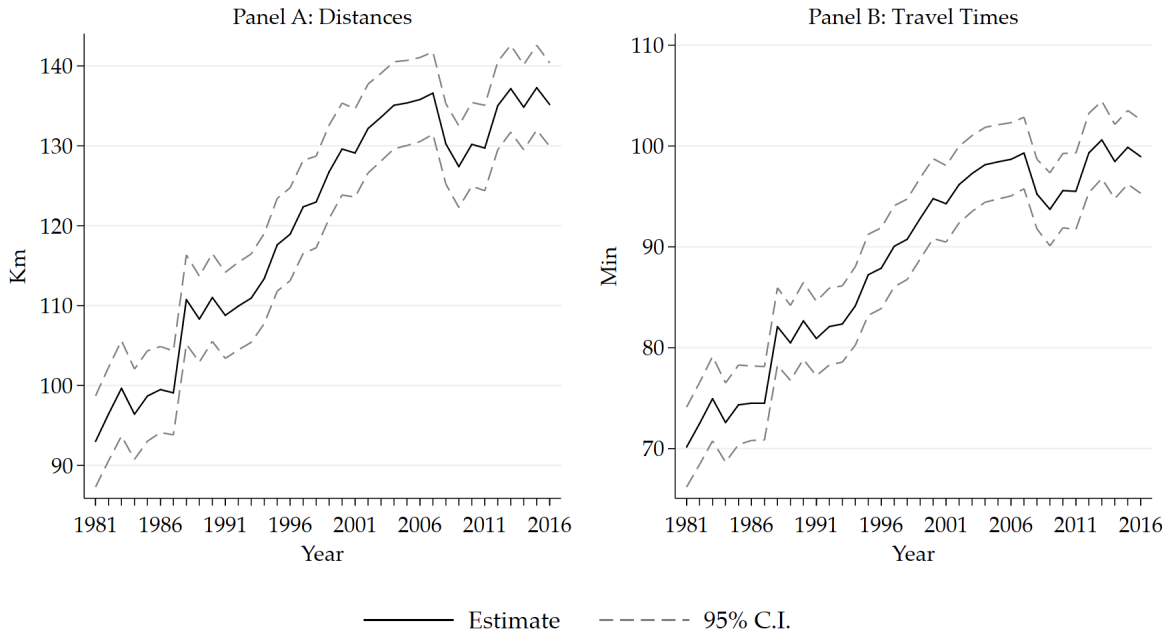 Panel A: Distances
140
130
120
110
100
90
Km
1981 1986 1991 1996 2001 2006 2011 2016
Year
Panel B: Travel Times
110
100
90
80
70
Min
1981 1986 1991 1996 2001 2006 2011 2016
Year
Estimate
95% C.I.